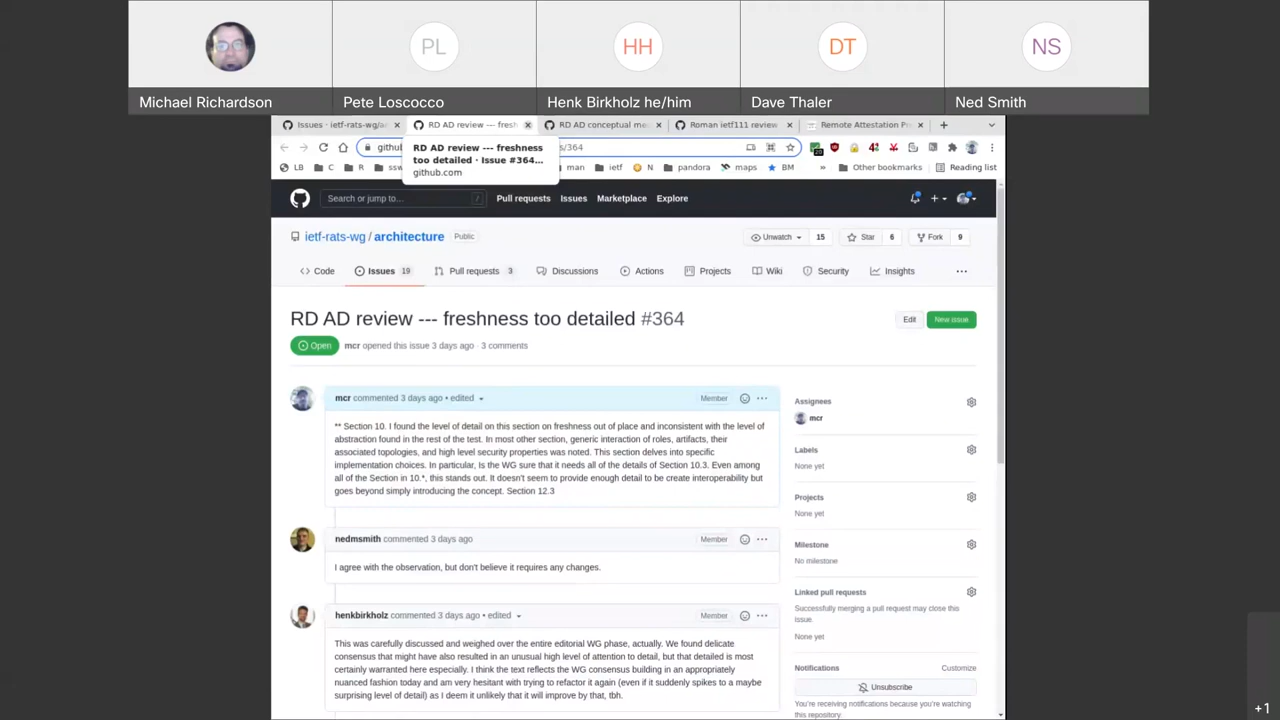 PL
HH
DT
NS
Michael Richardson
Pete Loscocco
Henk Birkholz he/him
Dave Thaler
Ned Smith
Issues · ietf-rats-wg/ar
RD AD review --- fresh
RD AD conceptual me
Roman ietf111 review
Remote Attestation Pr
RD AD review --- freshness
too detailed · Issue #364...
github.com
githu
s/364
LB
C
R
ssw
man
ietf
N
pandora
maps
BM
»
Other bookmarks
Reading list
Search or jump to...
/
Pull requests
Issues
Marketplace
Explore
ietf-rats-wg / architecture
Public
Unwatch
15
Star
6
Fork
9
Code
Issues 19
Pull requests 3
Discussions
Actions
Projects
Wiki
Security
Insights
RD AD review --- freshness too detailed #364
Edit
New issue
Open
mcr opened this issue 3 days ago · 3 comments
mcr commented 3 days ago • edited
Member
** Section 10. I found the level of detail on this section on freshness out of place and inconsistent with the level of
abstraction found in the rest of the test. In most other section, generic interaction of roles, artifacts, their
associated topologies, and high level security properties was noted. This section delves into specific
implementation choices. In particular, Is the WG sure that it needs all of the details of Section 10.3. Even among
all of the Section in 10.*, this stands out. It doesn't seem to provide enough detail to be create interoperability but
goes beyond simply introducing the concept. Section 12.3
nedmsmith commented 3 days ago
Member
I agree with the observation, but don't believe it requires any changes.
henkbirkholz commented 3 days ago • edited
Member
This was carefully discussed and weighed over the entire editorial WG phase, actually. We found delicate
consensus that might have also resulted in an unusual high level of attention to detail, but that detailed is most
certainly warranted here especially. I think the text reflects the WG consensus building in an appropriately
nuanced fashion today and am very hesitant with trying to refactor it again (even if it suddenly spikes to a maybe
surprising level of detail) as I deem it unlikely that it will improve by that, tbh.
Assignees
mcr
Labels
None yet
Projects
None yet
Milestone
No milestone
Linked pull requests
Successfully merging a pull request may close this
issue.
None yet
Notifications
Customize
Unsubscribe
You're receiving notifications because you're watching
this repository.
+1